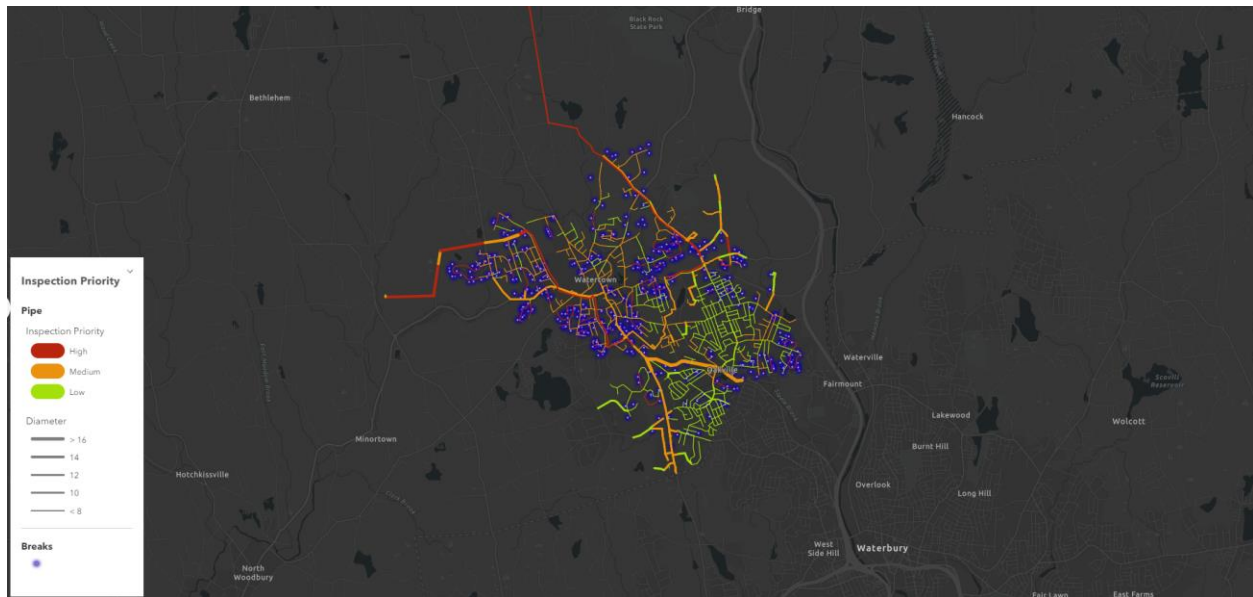 Black Rock
State Park
Bridge
Bethlehem
Hancock
Inspection Priority
Pipe
Inspection Priority
High
Medium
Low
Diameter
> 16
14
12
10
< 8
Breaks
Watertown
Oakville
Waterville
Fairmount
Scovill
Reservoir
Lakewood
Wolcott
Minortown
Burnt Hill
Hotchkissville
Overlook
Long Hill
West
Side Hill
Waterbury
North
Woodbury
Fair Lawn
East Farms